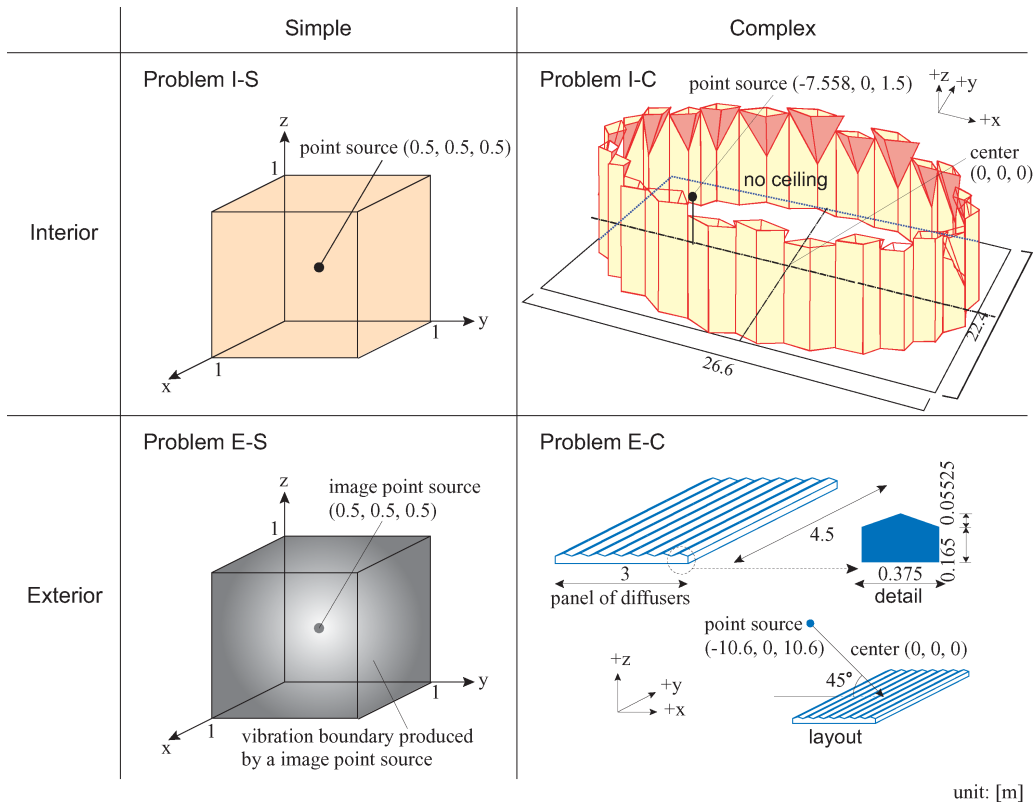 Simple
Complex
Interior
Problem I-S
z
1
point source (0.5, 0.5, 0.5)
y
1
x
1
Problem I-C
point source (-7.558, 0, 1.5)
+z
+y
+x
center
(0, 0, 0)
no ceiling
22.4
26.6
Exterior
Problem E-S
z
1
image point source
(0.5, 0.5, 0.5)
y
1
x
1
vibration boundary produced
by a image point source
Problem E-C
4.5
3
panel of diffusers
0.05525
0.165
0.375
detail
point source
(-10.6, 0, 10.6)
center (0, 0, 0)
45°
+z
+y
+x
layout
unit: [m]